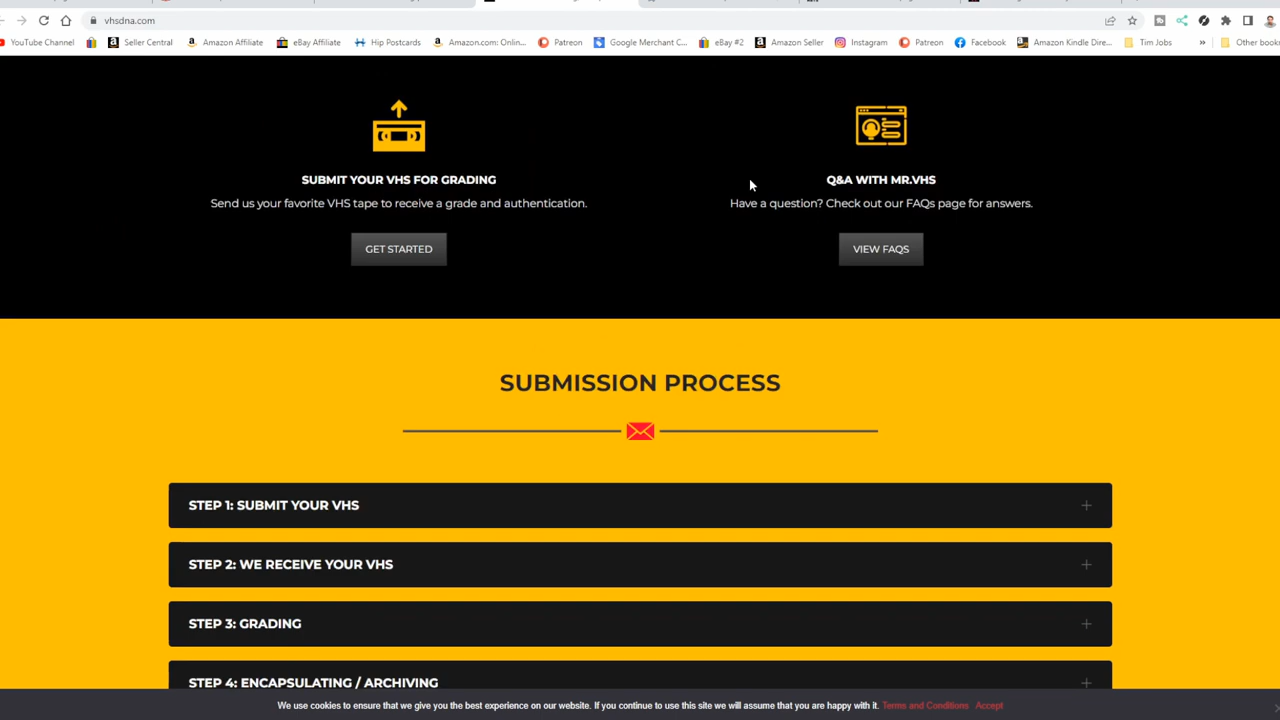 vhsdna.com
YouTube Channel Seller Central Amazon Affiliate eBay Affiliate Hip Postcards Amazon.com: Onlin... Patreon Google Merchant C... eBay #2 Amazon Seller Instagram Patreon Facebook Amazon Kindle Dire... Tim Jobs » Other book
SUBMIT YOUR VHS FOR GRADING
Send us your favorite VHS tape to receive a grade and authentication.
GET STARTED
Q&A WITH MR.VHS
Have a question? Check out our FAQs page for answers.
VIEW FAQS
SUBMISSION PROCESS
STEP 1: SUBMIT YOUR VHS
STEP 2: WE RECEIVE YOUR VHS
STEP 3: GRADING
STEP 4: ENCAPSULATING / ARCHIVING
We use cookies to ensure that we give you the best experience on our website. If you continue to use this site we will assume that you are happy with it. Terms and Conditions Accept